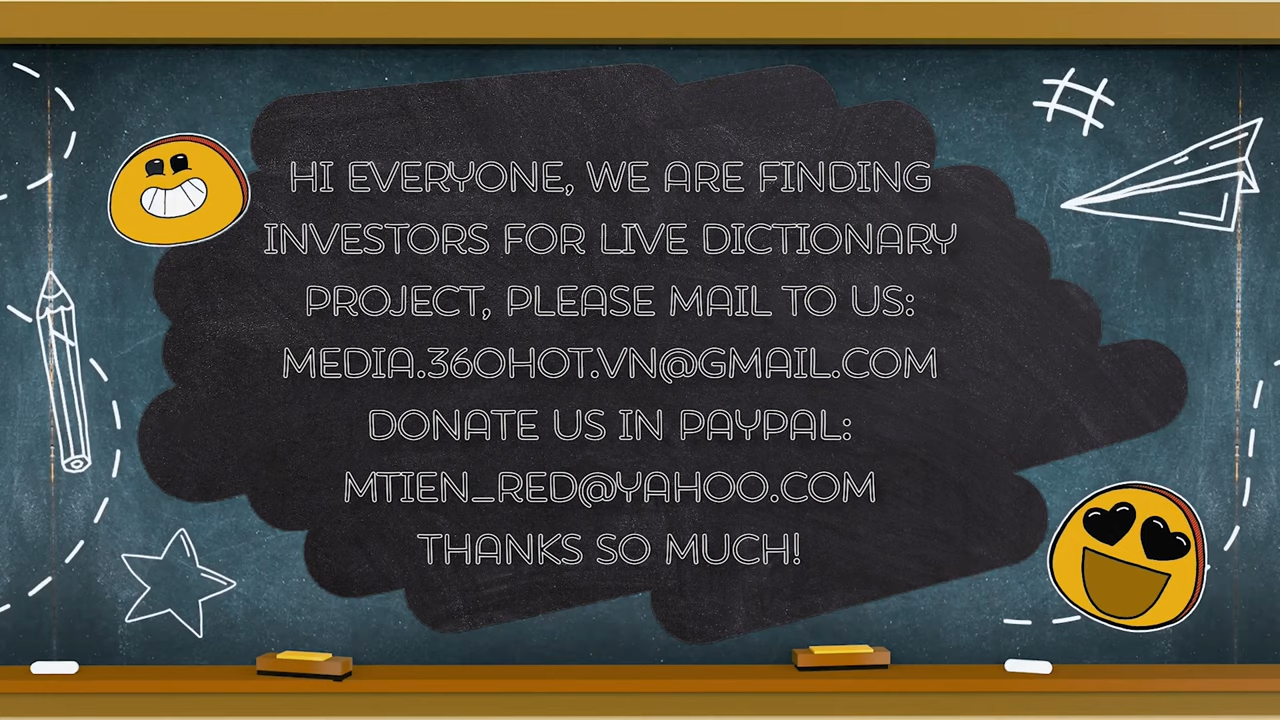 HI EVERYONE, WE ARE FINDING
INVESTORS FOR LIVE DICTIONARY
PROJECT, PLEASE MAIL TO US:
MEDIA.360HOT.VN@GMAIL.COM
DONATE US IN PAYPAL:
MTIEN_RED@YAHOO.COM
THANKS SO MUCH!